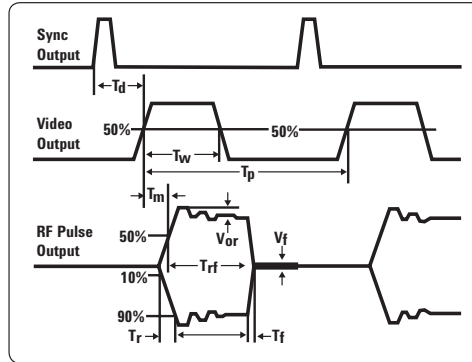 Sync
Output
Td
Video
Output
50%
50%
Tw
Tp
Tm
RF Pulse
Output
50%
10%
90%
Vor
Vf
Trf
Tr
Tf